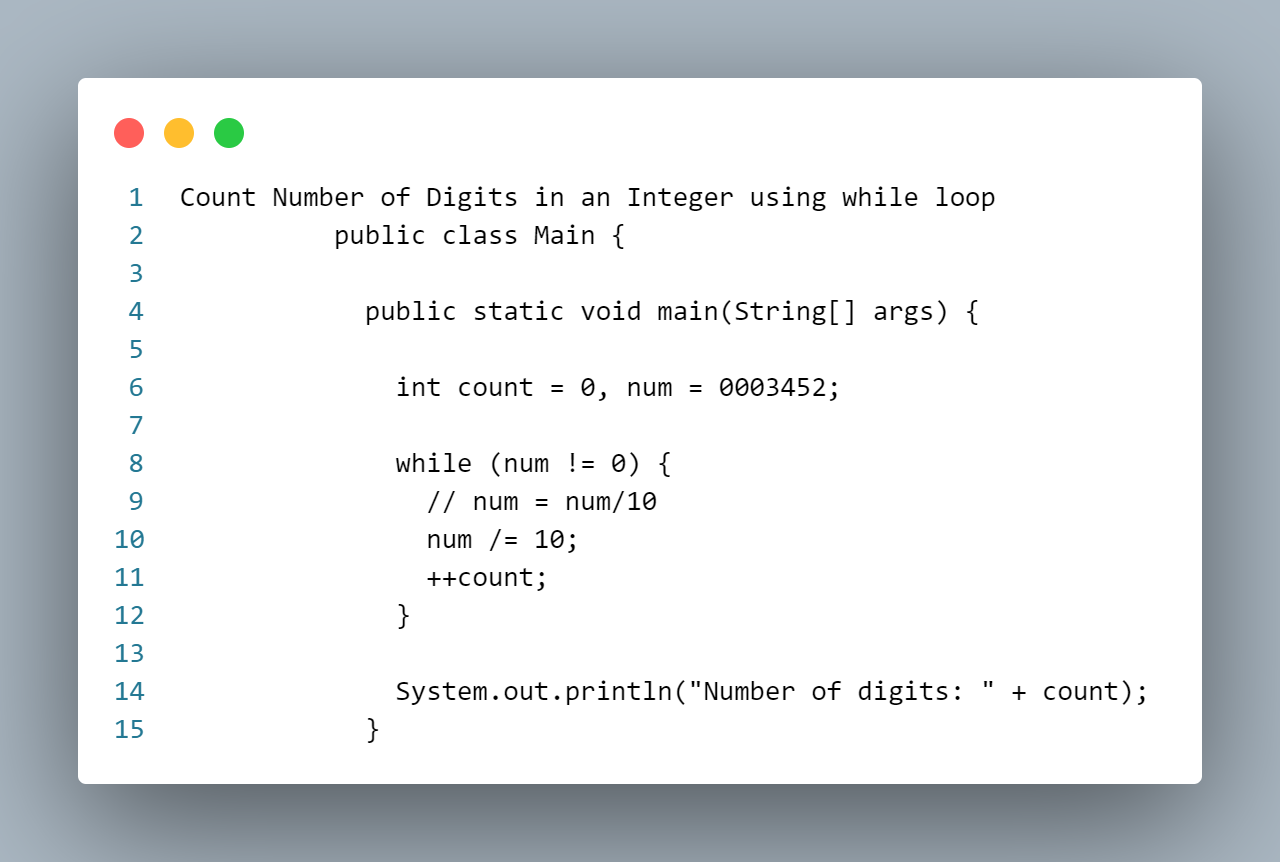 1 Count Number of Digits in an Integer using while loop
2 public class Main {
3
4 public static void main(String[] args) {
5
6 int count = 0, num = 0003452;
7
8 while (num != 0) {
9 // num = num/10
10 num /= 10;
11 ++count;
12 }
13
14 System.out.println("Number of digits: " + count);
15 }